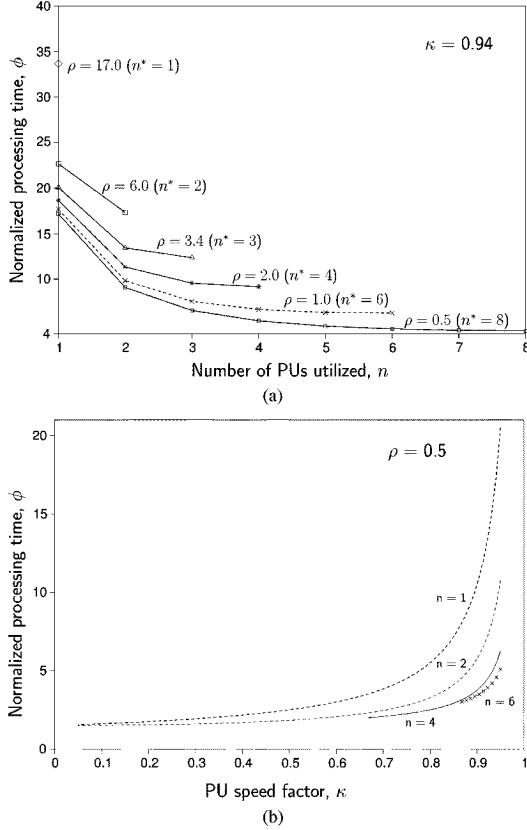 40
35
30
25
20
15
10
4
1 2 3 4 5 6 7 8
Normalized processing time, ϕ
κ = 0.94
ρ = 17.0 (n* = 1)
ρ = 6.0 (n* = 2)
ρ = 3.4 (n* = 3)
ρ = 2.0 (n* = 4)
ρ = 1.0 (n* = 6)
ρ = 0.5 (n* = 8)
Number of PUs utilized, n
(a)
20
15
10
5
0
0 0.1 0.2 0.3 0.4 0.5 0.6 0.7 0.8 0.9 1
Normalized processing time, ϕ
ρ = 0.5
n = 1
n = 2
n = 6
n = 4
PU speed factor, κ
(b)